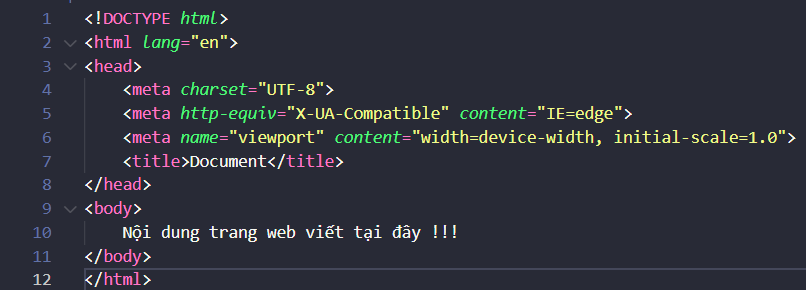 1 <!DOCTYPE html>
2 <html lang="en">
3 <head>
4 <meta charset="UTF-8">
5 <meta http-equiv="X-UA-Compatible" content="IE=edge">
6 <meta name="viewport" content="width=device-width, initial-scale=1.0">
7 <title>Document</title>
8 </head>
9 <body>
10 Nội dung trang web viết tại đây !!!
11 </body>
12 </html>